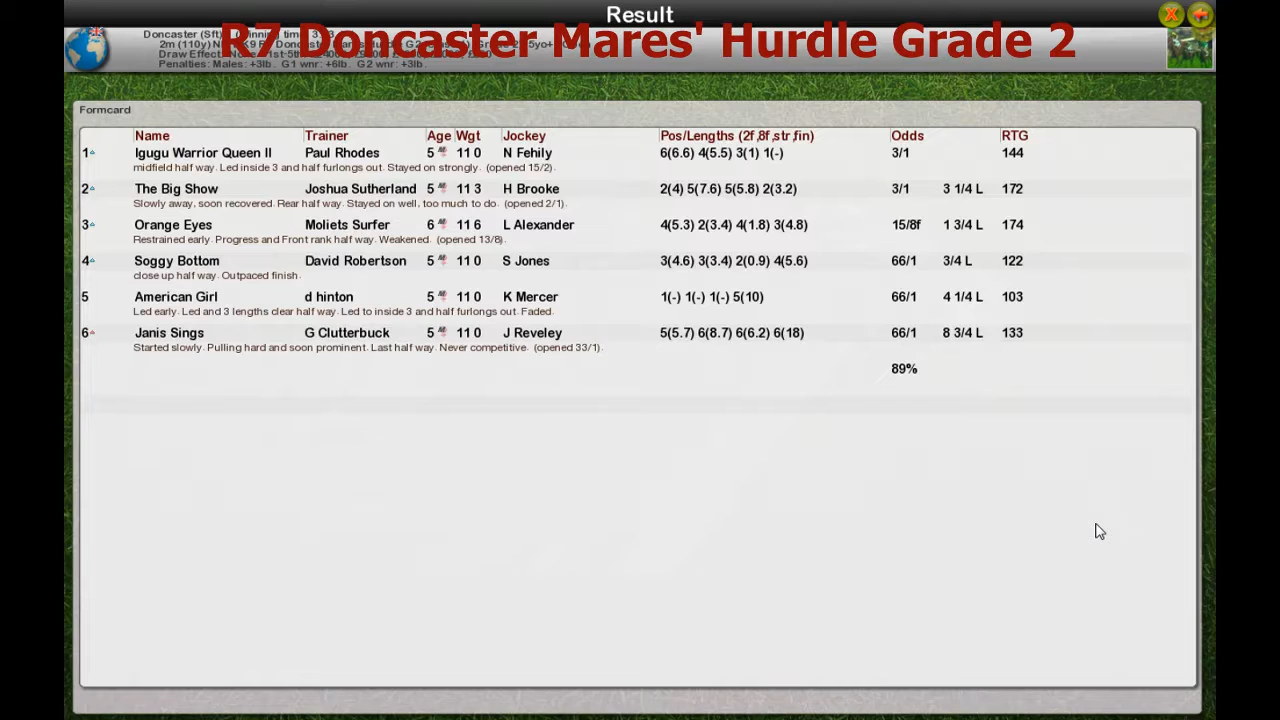 Result
R7 Doncaster Mares' Hurdle Grade 2
Doncaster (Sft)
2m (110y)
Penalties: Males: +3lb. G1 wnr: +6lb. G2 wnr: +3lb.
Formcard
Name Trainer Age Wgt Jockey Pos/Lengths (2f,8f,str,fin) Odds RTG
1 Igugu Warrior Queen II Paul Rhodes 5 11 0 N Fehily 6(6.6) 4(5.5) 3(1) 1(-) 3/1 144
midfield half way. Led inside 3 and half furlongs out. Stayed on strongly. (opened 15/2).
2 The Big Show Joshua Sutherland 5 11 3 H Brooke 2(4) 5(7.6) 5(5.8) 2(3.2) 3/1 3 1/4 L 172
Slowly away, soon recovered. Rear half way. Stayed on well, too much to do. (opened 2/1).
3 Orange Eyes Moliets Surfer 6 11 6 L Alexander 4(5.3) 2(3.4) 4(1.8) 3(4.8) 15/8f 1 3/4 L 174
Restrained early. Progress and Front rank half way. Weakened. (opened 13/8).
4 Soggy Bottom David Robertson 5 11 0 S Jones 3(4.6) 3(3.4) 2(0.9) 4(5.6) 66/1 3/4 L 122
close up half way. Outpaced finish.
5 American Girl d hinton 5 11 0 K Mercer 1(-) 1(-) 1(-) 5(10) 66/1 4 1/4 L 103
Led early. Led and 3 lengths clear half way. Led to inside 3 and half furlongs out. Faded.
6 Janis Sings G Clutterbuck 5 11 0 J Reveley 5(5.7) 6(8.7) 6(6.2) 6(18) 66/1 8 3/4 L 133
Started slowly. Pulling hard and soon prominent. Last half way. Never competitive. (opened 33/1).
89%